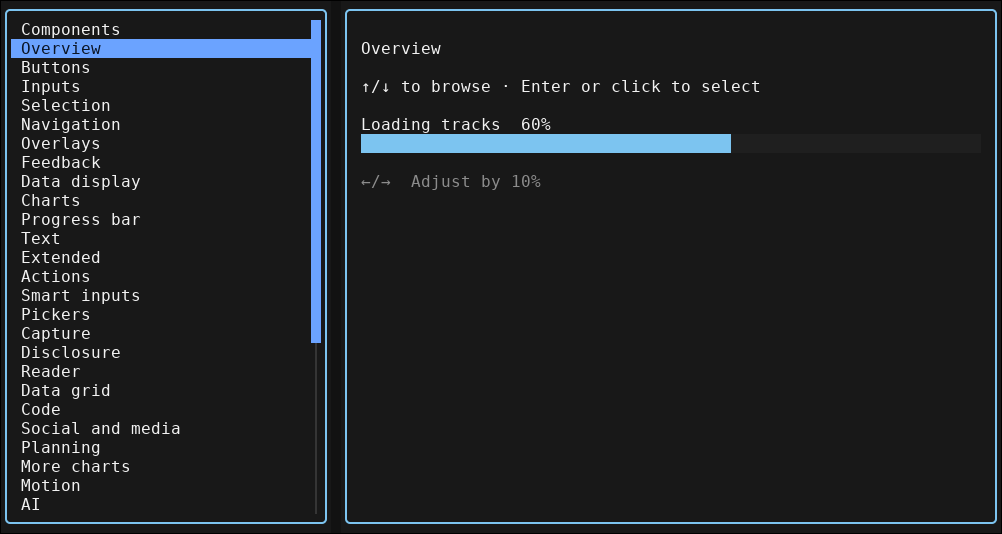 Components
Overview
Buttons
Inputs
Selection
Navigation
Overlays
Feedback
Data display
Charts
Progress bar
Text
Extended
Actions
Smart inputs
Pickers
Capture
Disclosure
Reader
Data grid
Code
Social and media
Planning
More charts
Motion
AI
Overview
↑/↓ to browse · Enter or click to select
Loading tracks  60%
←/→  Adjust by 10%